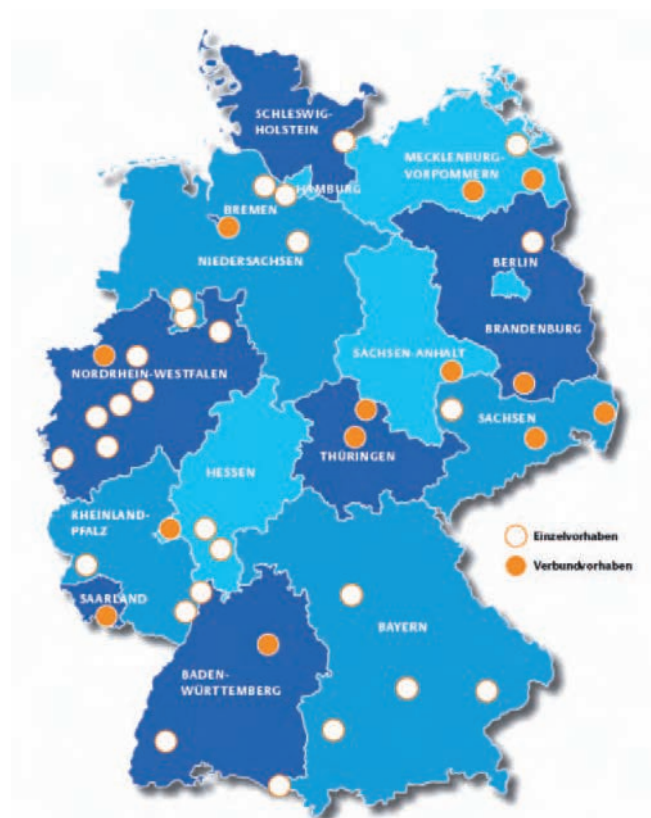 SCHLESWIG-
HOLSTEIN
MECKLENBURG-
VORPOMMERN
HAMBURG
BREMEN
NIEDERSACHSEN
BERLIN
BRANDENBURG
SACHSEN-ANHALT
NORDRHEIN-WESTFALEN
SACHSEN
THÜRINGEN
HESSEN
RHEINLAND-
PFALZ
Einzelvorhaben
Verbundvorhaben
SAARLAND
BAYERN
BADEN-
WÜRTTEMBERG